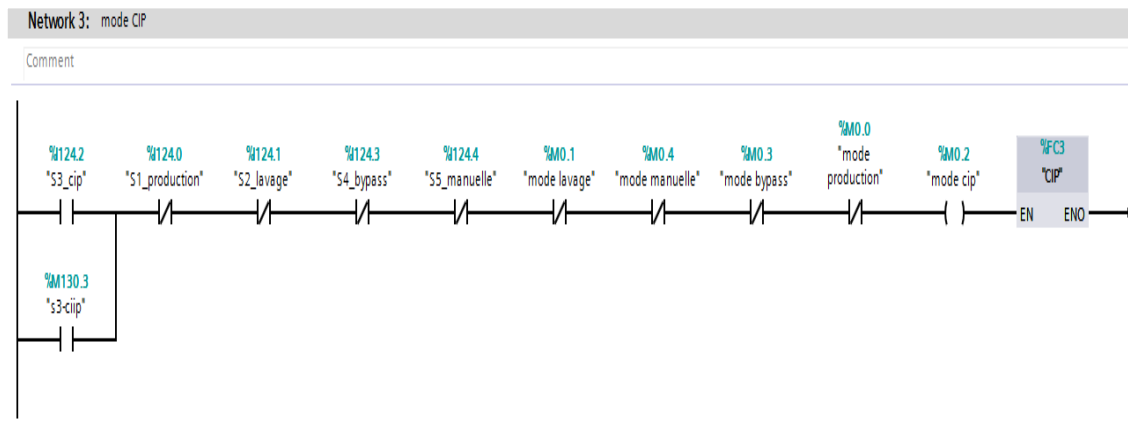 Network 3: mode CIP
Comment
%I124.2
"S3_cip"
%I124.0
"S1_production"
%I124.1
"S2_lavage"
%I124.3
"S4_bypass"
%I124.4
"S5_manuelle"
%M0.1
"mode lavage"
%M0.4
"mode manuelle"
%M0.3
"mode bypass"
%M0.0
"mode
production"
%M0.2
"mode cip"
%FC3
"CIP"
EN ENO
%M130.3
"s3-ciip"